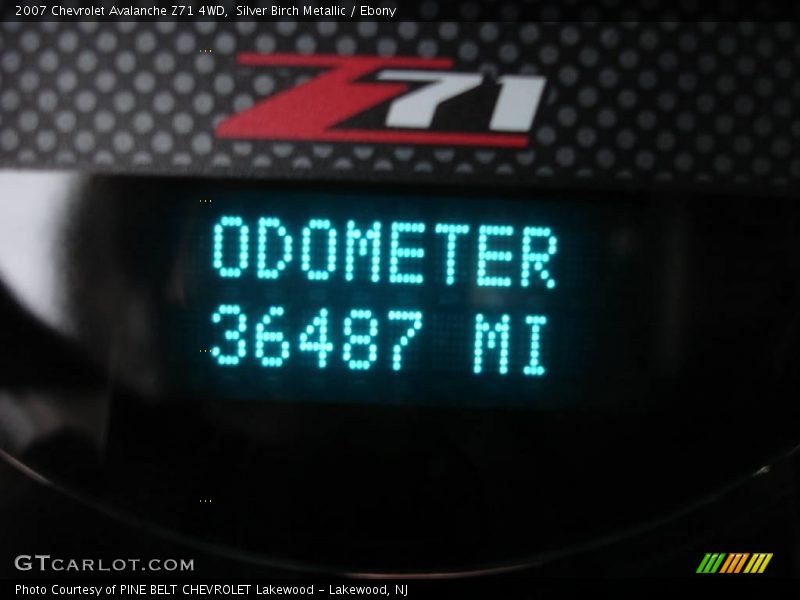 2007 Chevrolet Avalanche Z71 4WD, Silver Birch Metallic / Ebony
Z71
ODOMETER
36487 MI
GTCARLOT.COM
Photo Courtesy of PINE BELT CHEVROLET Lakewood - Lakewood, NJ